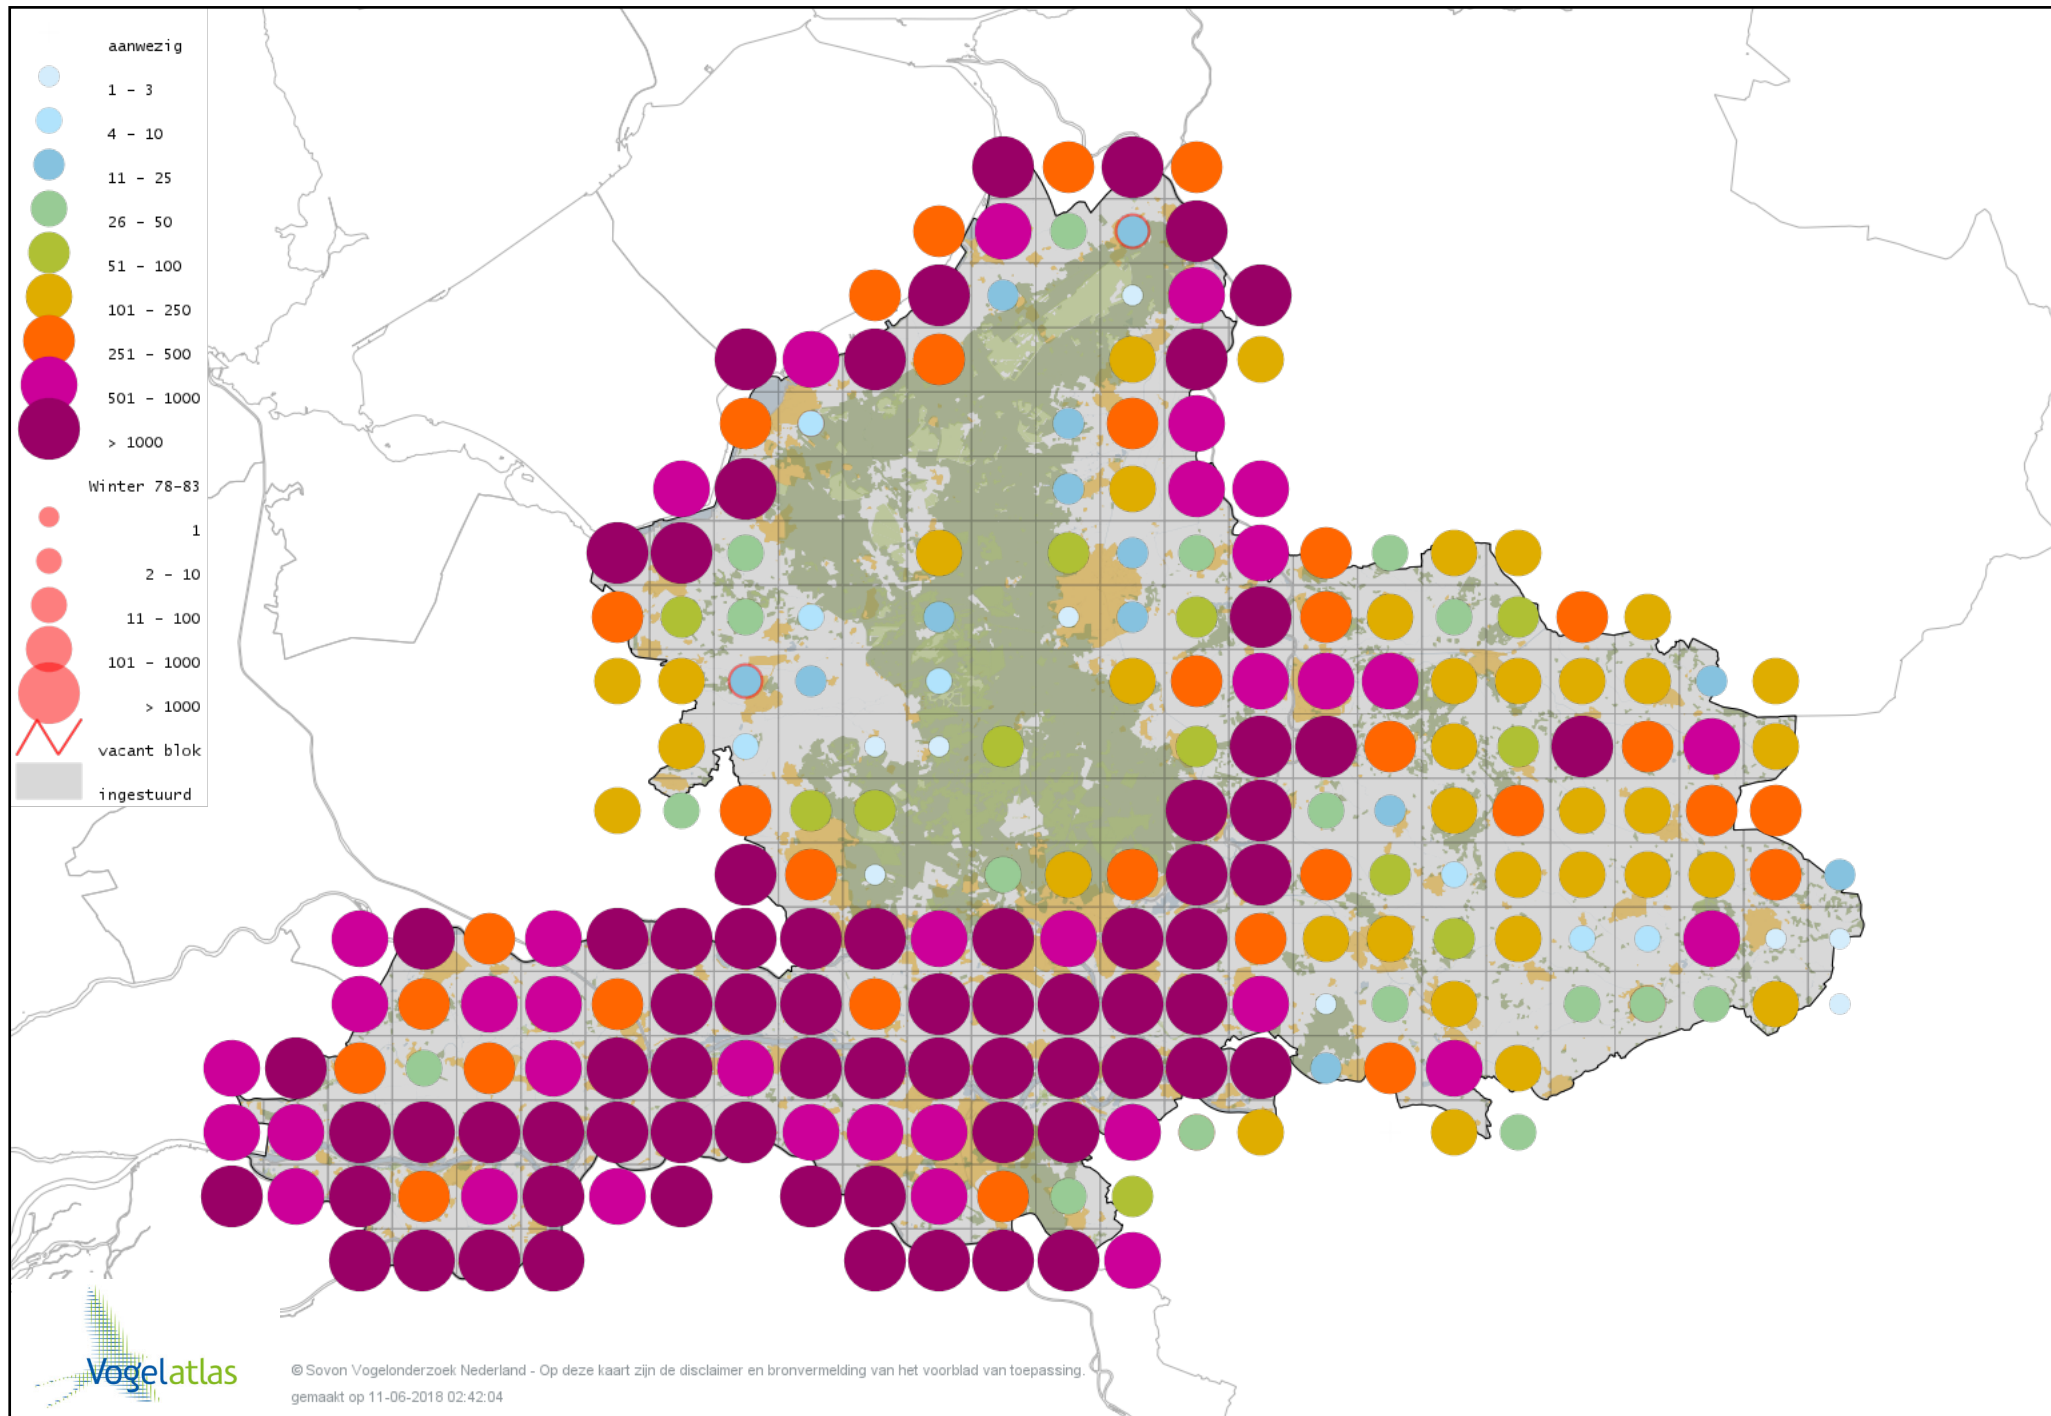 aanwezig
1 - 3
4 - 10
11 - 25
26 - 50
51 - 100
101 - 250
251 - 500
501 - 1000
> 1000
Winter 78-83
1
2 - 10
11 - 100
101 - 1000
> 1000
vacant blok
ingestuurd
Vogelatlas
© Sovon Vogelonderzoek Nederland - Op deze kaart zijn de disclaimer en bronvermelding van het voorblad van toepassing.
gemaakt op 11-06-2018 02:42:04